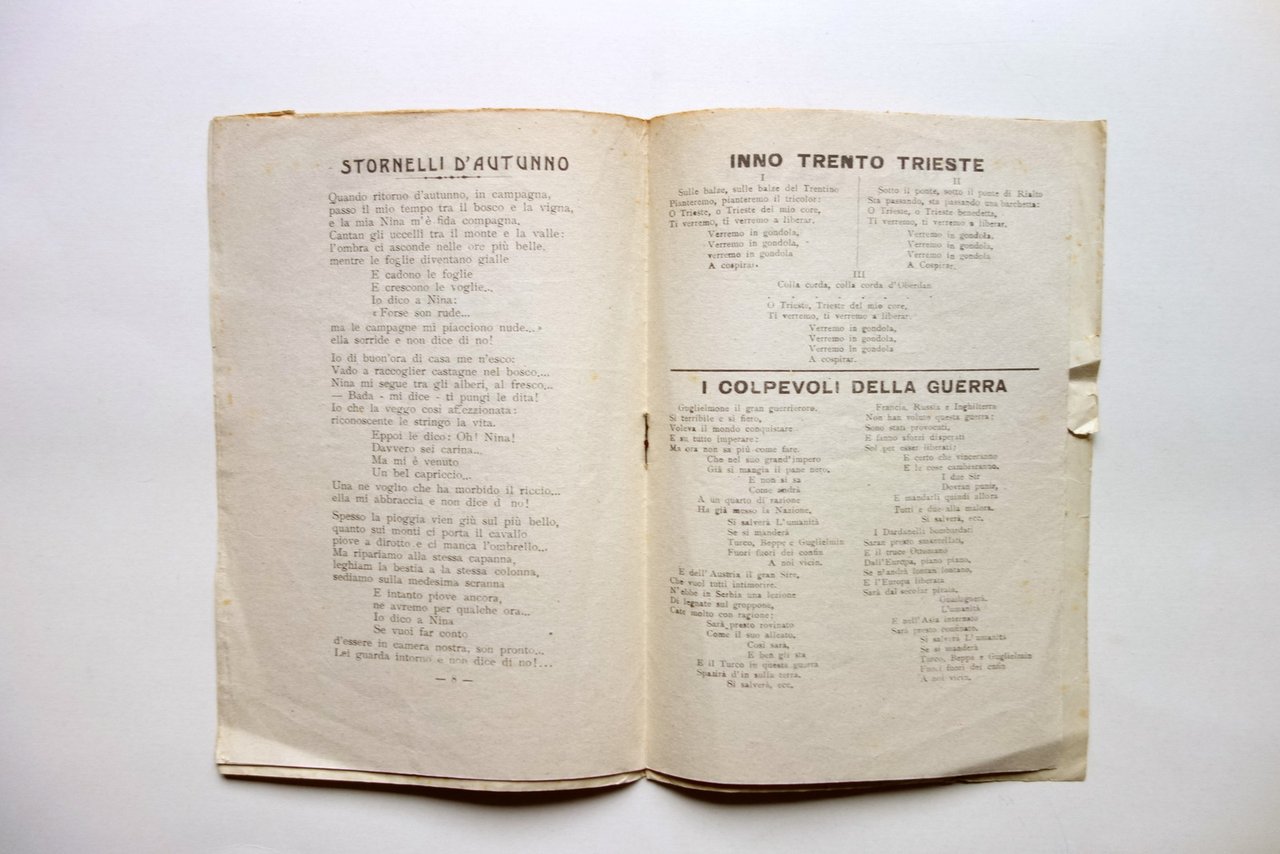 STORNELLI D'AUTUNNO
Quando ritorno d'autunno, in campagna,
passo il mio tempo tra il bosco e la vigna,
e la mia Nina m'è fida compagna,
Cantan gli uccelli tra il monte e la valle:
l'ombra ci asconde nelle ore più belle.
mentre le foglie diventano gialle
E cadono le foglie
E crescono le voglie..
Io dico a Nina:
«Forse son rude...
ma le campagne mi piacciono nude...»
ella sorride e non dice di no!
Io di buon'ora di casa me n'esco:
Vado a raccoglier castagne nel bosco...
Nina mi segue tra gli alberi, al fresco...
— Bada - mi dice - ti pungi le dita!
Io che la veggo così affezzionata:
riconoscente le stringo la vita.
Eppoi le dico: Oh! Nina!
Davvero sei carina...
Ma mi è venuto
Un bel capriccio...
Una ne voglio che ha morbido il riccio...
ella mi abbraccia e non dice d no!
Spesso la pioggia vien giù sul più bello,
quanto sui monti ci porta il cavallo
piove a dirotto e ci manca l'ombrello...
Ma ripariamo alla stessa capanna,
leghiam la bestia a la stessa colonna,
sediamo sulla medesima scranna
E intanto piove ancora,
ne avremo per qualche ora...
Io dico a Nina
Se vuoi far conto
d'essere in camera nostra, son pronto...
Lei guarda intorno e non dice di no!...
— 8 —
INNO TRENTO TRIESTE
I
Sulle balze, sulle balze del Trentino
Pianteremo, pianteremo il tricolor:
O Trieste, o Trieste del mio core,
Ti verremo, ti verremo a liberar.
Verremo in gondola,
Verremo in gondola,
verremo in gondola
A cospirar.
II
Sotto il ponte, sotto il ponte di Rialto
Sta passando, sta passando una barchetta:
O Trieste, o Trieste benedetta,
Ti verremo, ti verremo a liberar.
Verremo in gondola.
Verremo in gondola,
Verremo in gondola,
A Cospirar.
III
Colla corda, colla corda d'Oberdan
- - - - - - -
O Trieste, Trieste del mio core,
Ti verremo, ti verremo a liberar.
Verremo in gondola,
Verremo in gondola,
Verremo in gondola
A cospirar.
I COLPEVOLI DELLA GUERRA
Guglielmone il gran guerriero.
Si terribile e si fiero,
Voleva il mondo conquistare
E su tutto imperare:
Ma ora non sa più come fare.
Che nel suo grand'impero
Già si mangia il pane nero.
E non si sa
Come andrà
A un quarto di razione
Ha già messo la Nazione,
Si salverà L'umanità
Se si manderà
Turco, Beppe e Guglielmin
Fuori fuori dei confin
A noi vicin.
E dell'Austria il gran Sire,
Che vuol tutti intimorire.
N'ebbe in Serbia una lezione
Di legnate sul groppone,
Cate molto con ragione:
Sarà presto rovinato
Come il suo alleato,
Così sarà,
E ben gli sta
E il Turco in questa guerra
Sparirà d'in sulla terra.
Si salverà, ecc,
Francia, Russia e Inghilterra
Non han voluto questa guerra:
Sono stati provocati,
E fanno sforzi disperati
Sol per esser liberati;
E certo che vinceranno
E le cose cambieranno,
I due Sir
Dovran punir,
E mandarli quindi allora
Tutti e due alla malora.
Si salverà, ecc,
I Dardanelli bombardati
Saran presto smantellati,
E il truce Ottomano
Dall'Europa, piano piano,
Se n'andrà lontan lontano,
E l'Europa liberata
Sarà dal secolar pirata,
Guadagnerà.
L'umanità
E nell'Asia internato
Sarà presto confinato.
Si salverà L'umanità
Se si manderà
Turco, Beppe e Guglielmin
Fuori fuori dei confin
A noi vicin,